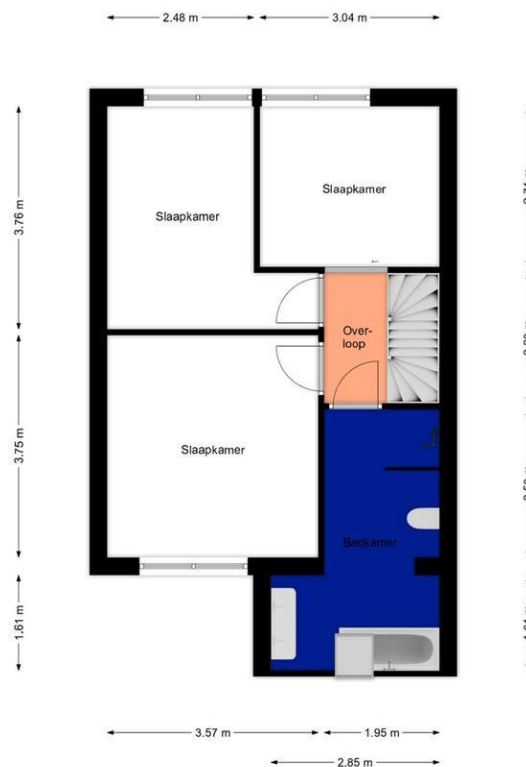 2.48 m
3.04 m
3.76 m
Slaapkamer
Slaapkamer
Over-
loop
3.75 m
Slaapkamer
Badkamer
1.61 m
3.57 m
1.95 m
2.85 m